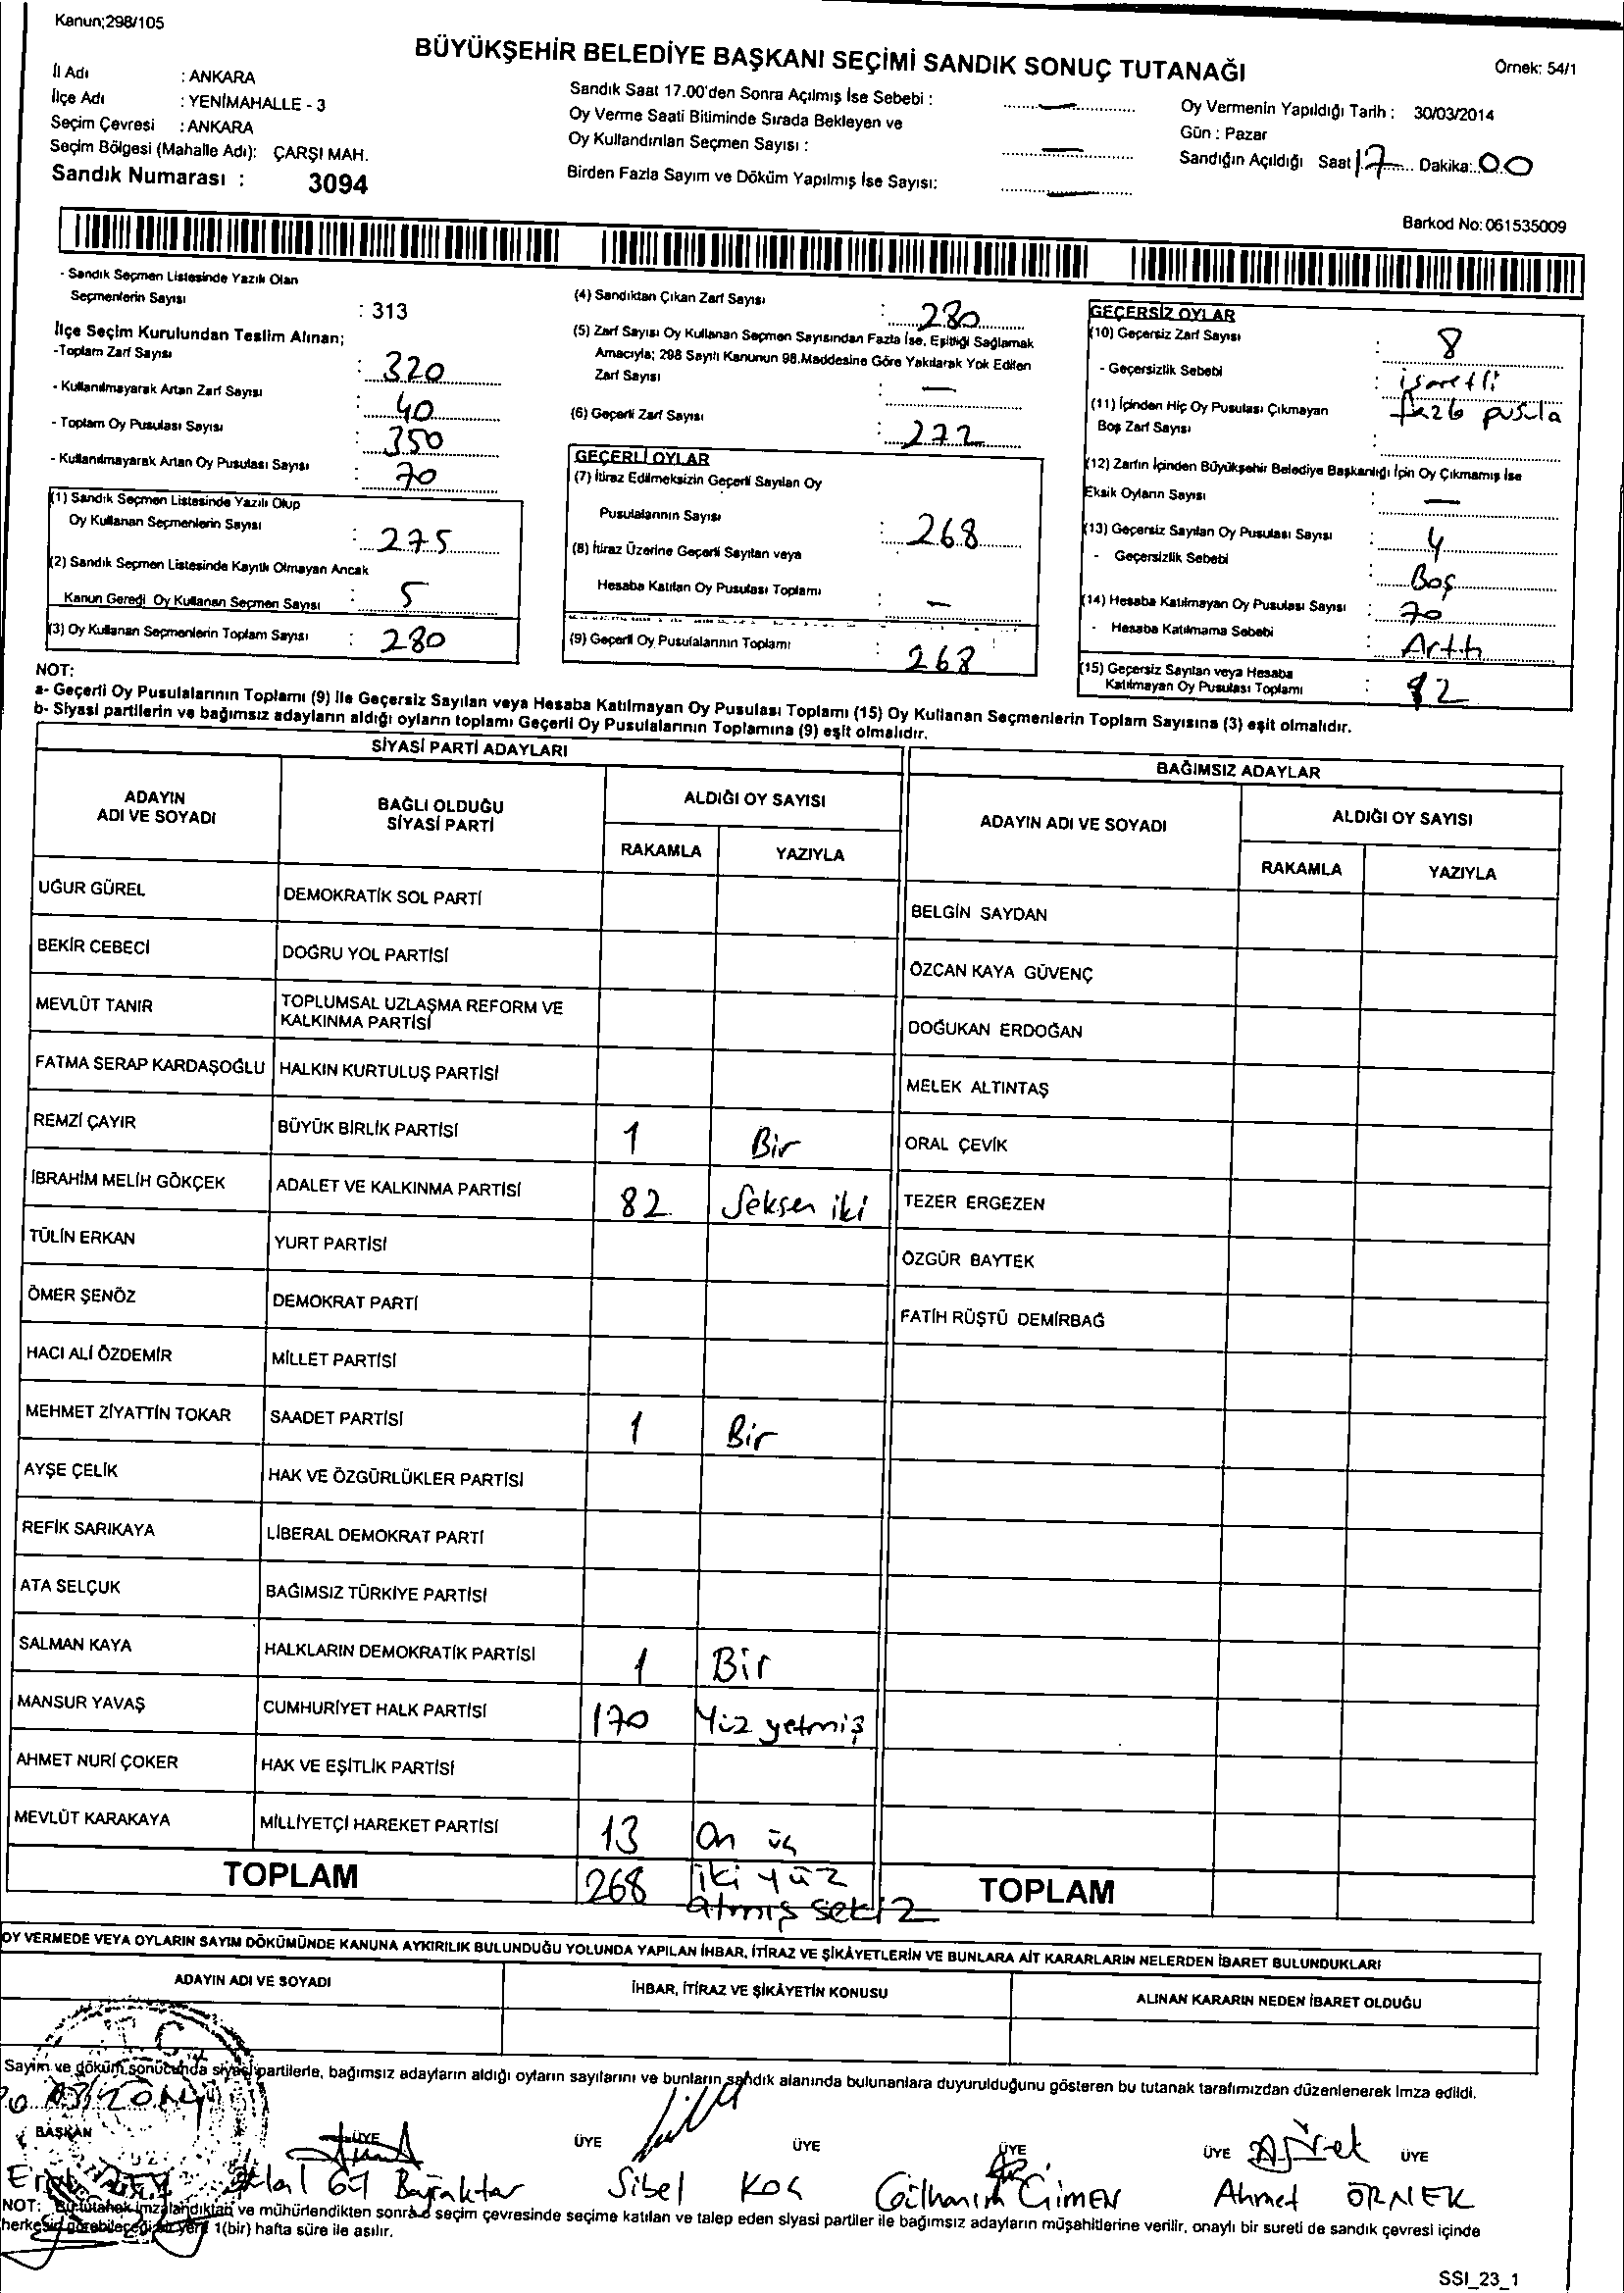 Kanun;298/105
BÜYÜKŞEHİR BELEDİYE BAŞKANI SEÇİMİ SANDIK SONUÇ TUTANAĞI
Örnek: 54/1
İl Adı : ANKARA
İlçe Adı : YENİMAHALLE - 3
Seçim Çevresi : ANKARA
Seçim Bölgesi (Mahalle Adı): ÇARŞI MAH.
Sandık Numarası : 3094
Sandık Saat 17.00'den Sonra Açılmış İse Sebebi : —
Oy Verme Saati Bitiminde Sırada Bekleyen ve
Oy Kullandırılan Seçmen Sayısı : —
Birden Fazla Sayım ve Döküm Yapılmış İse Sayısı: —
Oy Vermenin Yapıldığı Tarih : 30/03/2014
Gün : Pazar
Sandığın Açıldığı Saat 17 Dakika: 00
Barkod No: 061535009
- Sandık Seçmen Listesinde Yazılı Olan
Seçmenlerin Sayısı : 313
İlçe Seçim Kurulundan Teslim Alınan;
-Toplam Zarf Sayısı : 320
- Kullanılmayarak Artan Zarf Sayısı : 40
- Toplam Oy Pusulası Sayısı : 350
- Kullanılmayarak Artan Oy Pusulası Sayısı : 70
(1) Sandık Seçmen Listesinde Yazılı Olup
Oy Kullanan Seçmenlerin Sayısı : 275
(2) Sandık Seçmen Listesinde Kayıtlı Olmayan Ancak
Kanun Gereği Oy Kullanan Seçmen Sayısı : 5
(3) Oy Kullanan Seçmenlerin Toplam Sayısı : 280
(4) Sandıktan Çıkan Zarf Sayısı : 280
(5) Zarf Sayısı Oy Kullanan Seçmen Sayısından Fazla İse, Eşitliği Sağlamak
Amacıyla; 298 Sayılı Kanunun 98.Maddesine Göre Yakılarak Yok Edilen
Zarf Sayısı : —
(6) Geçerli Zarf Sayısı : 272
GEÇERLİ OYLAR
(7) İtiraz Edilmeksizin Geçerli Sayılan Oy
Pusulalarının Sayısı : 268
(8) İtiraz Üzerine Geçerli Sayılan veya
Hesaba Katılan Oy Pusulası Toplamı : —
(9) Geçerli Oy Pusulalarının Toplamı : 268
GEÇERSİZ OYLAR
(10) Geçersiz Zarf Sayısı : 8
- Geçersizlik Sebebi : işaretli
fazla pusula
(11) İçinden Hiç Oy Pusulası Çıkmayan
Boş Zarf Sayısı :
(12) Zarfın İçinden Büyükşehir Belediye Başkanlığı İçin Oy Çıkmamış İse
Eksik Oyların Sayısı : —
(13) Geçersiz Sayılan Oy Pusulası Sayısı : 4
- Geçersizlik Sebebi : Boş
(14) Hesaba Katılmayan Oy Pusulası Sayısı : 70
- Hesaba Katılmama Sebebi : Arttı
(15) Geçersiz Sayılan veya Hesaba
Katılmayan Oy Pusulası Toplamı : 82
NOT:
a- Geçerli Oy Pusulalarının Toplamı (9) İle Geçersiz Sayılan veya Hesaba Katılmayan Oy Pusulası Toplamı (15) Oy Kullanan Seçmenlerin Toplam Sayısına (3) eşit olmalıdır.
b- Siyasi partilerin ve bağımsız adayların aldığı oyların toplamı Geçerli Oy Pusulalarının Toplamına (9) eşit olmalıdır.
SİYASİ PARTİ ADAYLARI
BAĞIMSIZ ADAYLAR
ADAYIN ADI VE SOYADI
BAĞLI OLDUĞU SİYASİ PARTİ
ALDIĞI OY SAYISI
RAKAMLA YAZIYLA
ADAYIN ADI VE SOYADI
ALDIĞI OY SAYISI
RAKAMLA YAZIYLA
UĞUR GÜREL DEMOKRATİK SOL PARTİ BELGİN SAYDAN
BEKİR CEBECİ DOĞRU YOL PARTİSİ ÖZCAN KAYA GÜVENÇ
MEVLÜT TANIR TOPLUMSAL UZLAŞMA REFORM VE KALKINMA PARTİSİ DOĞUKAN ERDOĞAN
FATMA SERAP KARDAŞOĞLU HALKIN KURTULUŞ PARTİSİ MELEK ALTINTAŞ
REMZİ ÇAYIR BÜYÜK BİRLİK PARTİSİ 1 Bir ORAL ÇEVİK
İBRAHİM MELİH GÖKÇEK ADALET VE KALKINMA PARTİSİ 82 Seksen iki TEZER ERGEZEN
TÜLİN ERKAN YURT PARTİSİ ÖZGÜR BAYTEK
ÖMER ŞENÖZ DEMOKRAT PARTİ FATİH RÜŞTÜ DEMİRBAĞ
HACI ALİ ÖZDEMİR MİLLET PARTİSİ
MEHMET ZİYATTİN TOKAR SAADET PARTİSİ 1 Bir
AYŞE ÇELİK HAK VE ÖZGÜRLÜKLER PARTİSİ
REFİK SARIKAYA LİBERAL DEMOKRAT PARTİ
ATA SELÇUK BAĞIMSIZ TÜRKİYE PARTİSİ
SALMAN KAYA HALKLARIN DEMOKRATİK PARTİSİ 1 Bir
MANSUR YAVAŞ CUMHURİYET HALK PARTİSİ 170 Yüz yetmiş
AHMET NURİ ÇOKER HAK VE EŞİTLİK PARTİSİ
MEVLÜT KARAKAYA MİLLİYETÇİ HAREKET PARTİSİ 13 On üç
TOPLAM 268 iki yüz atmış sekiz TOPLAM
OY VERMEDE VEYA OYLARIN SAYIM DÖKÜMÜNDE KANUNA AYKIRILIK BULUNDUĞU YOLUNDA YAPILAN İHBAR, İTİRAZ VE ŞİKÂYETLERİN VE BUNLARA AİT KARARLARIN NELERDEN İBARET BULUNDUKLARI
ADAYIN ADI VE SOYADI İHBAR, İTİRAZ VE ŞİKÂYETİN KONUSU ALINAN KARARIN NEDEN İBARET OLDUĞU
T.C.
Sayım ve döküm sonucunda siyasi partilerle, bağımsız adayların aldığı oyların sayılarını ve bunların sandık alanında bulunanlara duyurulduğunu gösteren bu tutanak tarafımızdan düzenlenerek imza edildi.
BAŞKAN ÜYE ÜYE ÜYE ÜYE ÜYE ÜYE
Bayraktar Sibel KOÇ Gülhanım ÇİMEN Ahmet ÖRNEK
NOT: Bu tutanak imzalandıktan ve mühürlendikten sonra o seçim çevresinde seçime katılan ve talep eden siyasi partiler ile bağımsız adayların müşahitlerine verilir, onaylı bir sureti de sandık çevresi içinde
herkesin görebileceği bir yere 1(bir) hafta süre ile asılır.
SSI_23_1